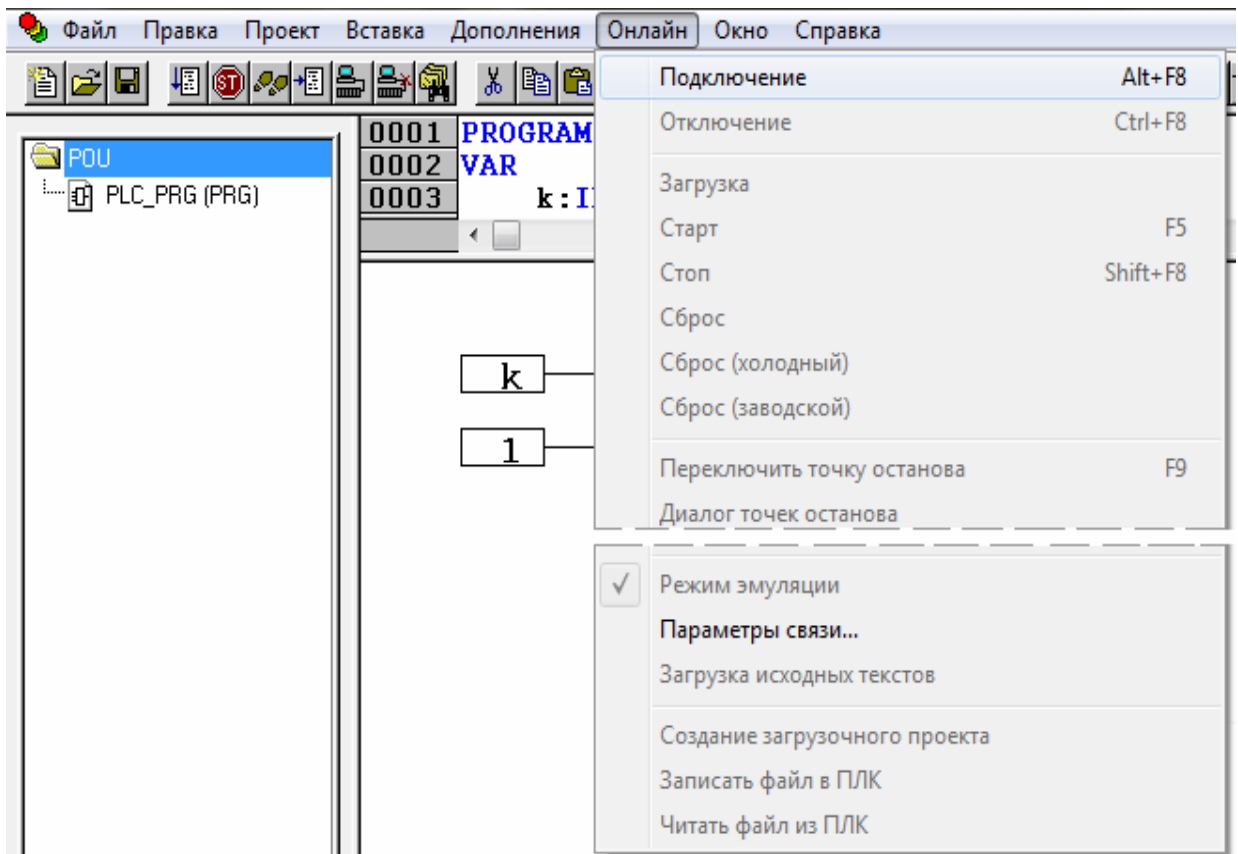 Файл Правка Проект Вставка Дополнения Онлайн Окно Справка
ST
POU
PLC_PRG (PRG)
0001 PROGRAM
0002 VAR
0003 k:I
k
1
Подключение Alt+F8
Отключение Ctrl+F8
Загрузка
Старт F5
Стоп Shift+F8
Сброс
Сброс (холодный)
Сброс (заводской)
Переключить точку останова F9
Диалог точек останова
Режим эмуляции
Параметры связи...
Загрузка исходных текстов
Создание загрузочного проекта
Записать файл в ПЛК
Читать файл из ПЛК